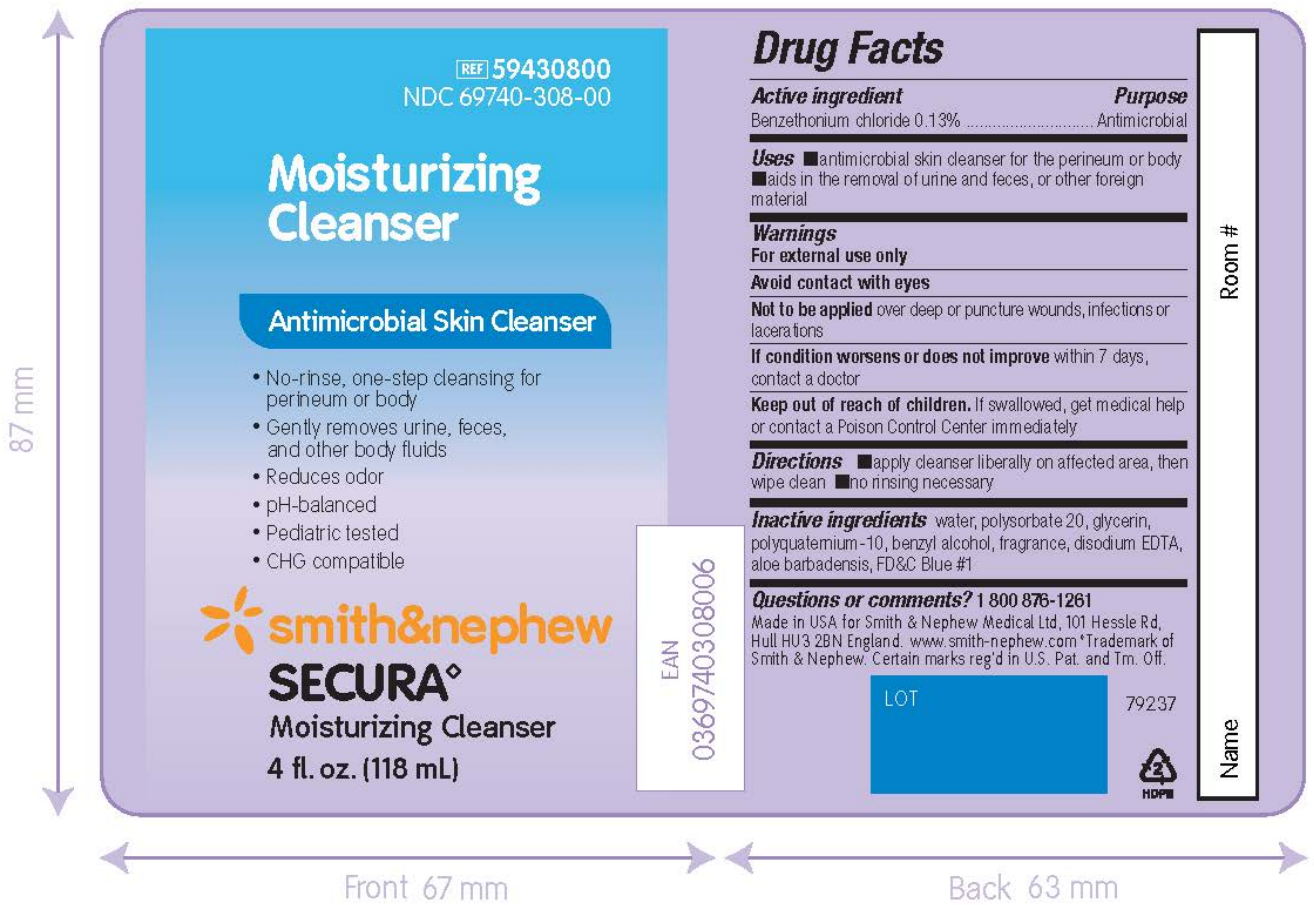 REF 59430800
NDC 69740-308-00
Moisturizing
Cleanser
Antimicrobial Skin Cleanser
• No-rinse, one-step cleansing for
perineum or body
• Gently removes urine, feces,
and other body fluids
• Reduces odor
• pH-balanced
• Pediatric tested
• CHG compatible
smith&nephew
SECURA◊
Moisturizing Cleanser
4 fl. oz. (118 mL)
EAN
0369740308006
Drug Facts
Active ingredient Purpose
Benzethonium chloride 0.13% ............................. Antimicrobial
Uses ■antimicrobial skin cleanser for the perineum or body
■aids in the removal of urine and feces, or other foreign
material
Warnings
For external use only
Avoid contact with eyes
Not to be applied over deep or puncture wounds, infections or
lacerations
If condition worsens or does not improve within 7 days,
contact a doctor
Keep out of reach of children. If swallowed, get medical help
or contact a Poison Control Center immediately
Directions ■apply cleanser liberally on affected area, then
wipe clean ■no rinsing necessary
Inactive ingredients water, polysorbate 20, glycerin,
polyquaternium-10, benzyl alcohol, fragrance, disodium EDTA,
aloe barbadensis, FD&C Blue #1
Questions or comments? 1 800 876-1261
Made in USA for Smith & Nephew Medical Ltd, 101 Hessle Rd,
Hull HU3 2BN England. www.smith-nephew.com ◊Trademark of
Smith & Nephew. Certain marks reg'd in U.S. Pat. and Tm. Off.
LOT
79237
2
HDPE
Name Room #
87 mm
Front 67 mm
Back 63 mm